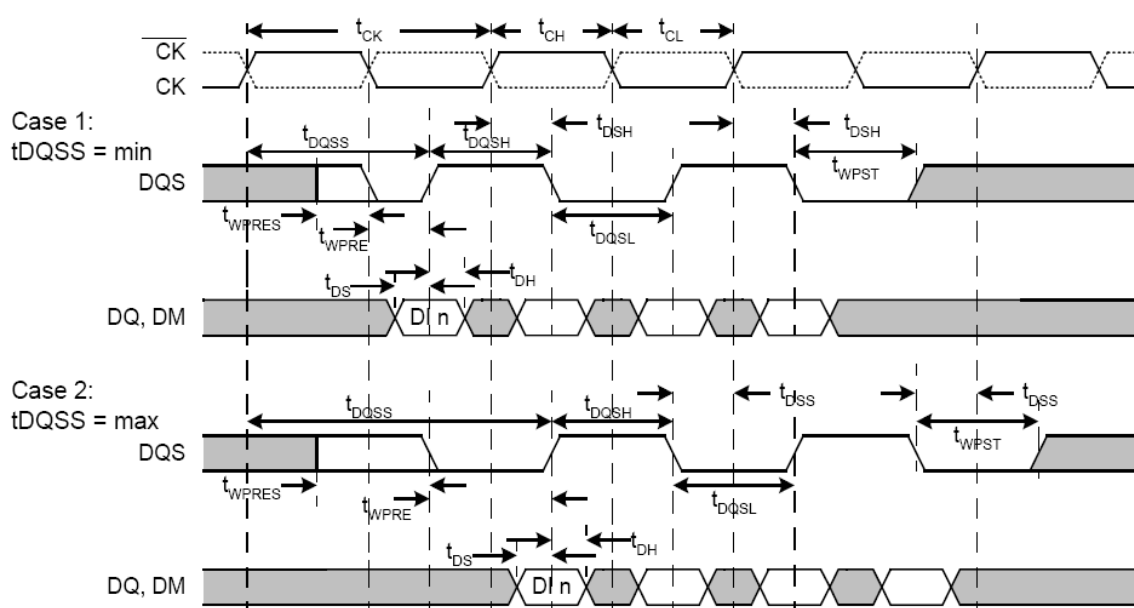 tCK tCH tCL
CK
CK
Case 1:
tDQSS = min
tDQSS tDQSH tDSH tDSH
DQS
tWPST
tWPRES
tWPRE
tDQSL
tDS tDH
DQ, DM
DI n
Case 2:
tDQSS = max
tDQSS tDQSH tDSS tDSS
DQS
tWPST
tWPRES
tWPRE
tDQSL
tDS tDH
DQ, DM
DI n